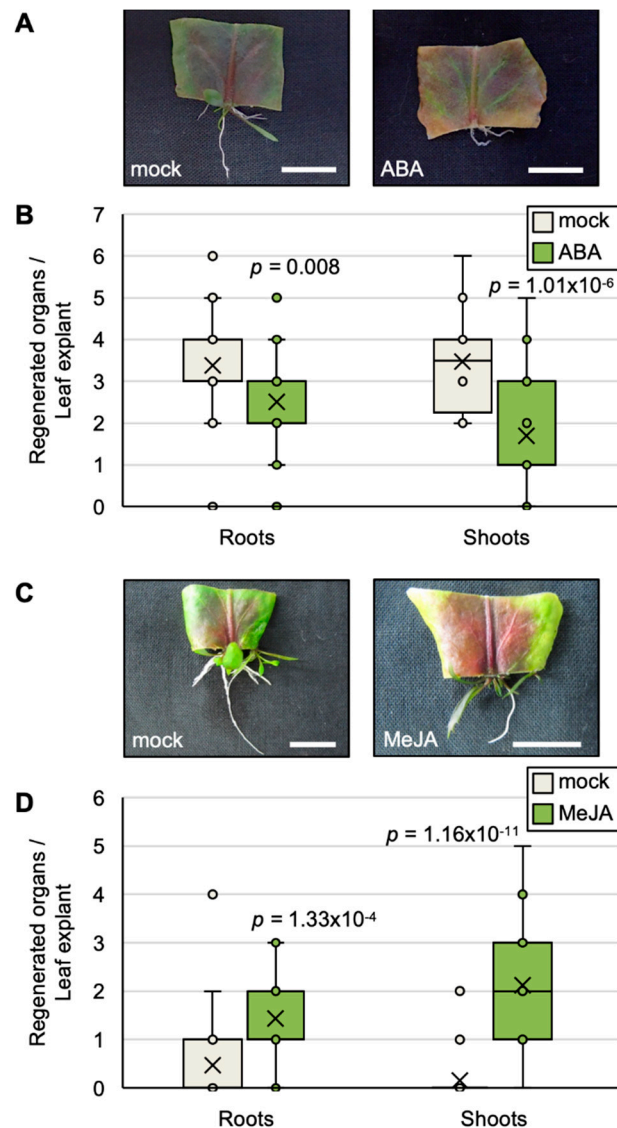 A
mock
ABA
B
7
6
5
4
3
2
1
0
Regenerated organs /
Leaf explant
mock
ABA
p = 0.008
p = 1.01x10⁻⁶
Roots
Shoots
C
mock
MeJA
D
6
5
4
3
2
1
0
Regenerated organs /
Leaf explant
mock
MeJA
p = 1.16x10⁻¹¹
p = 1.33x10⁻⁴
Roots
Shoots